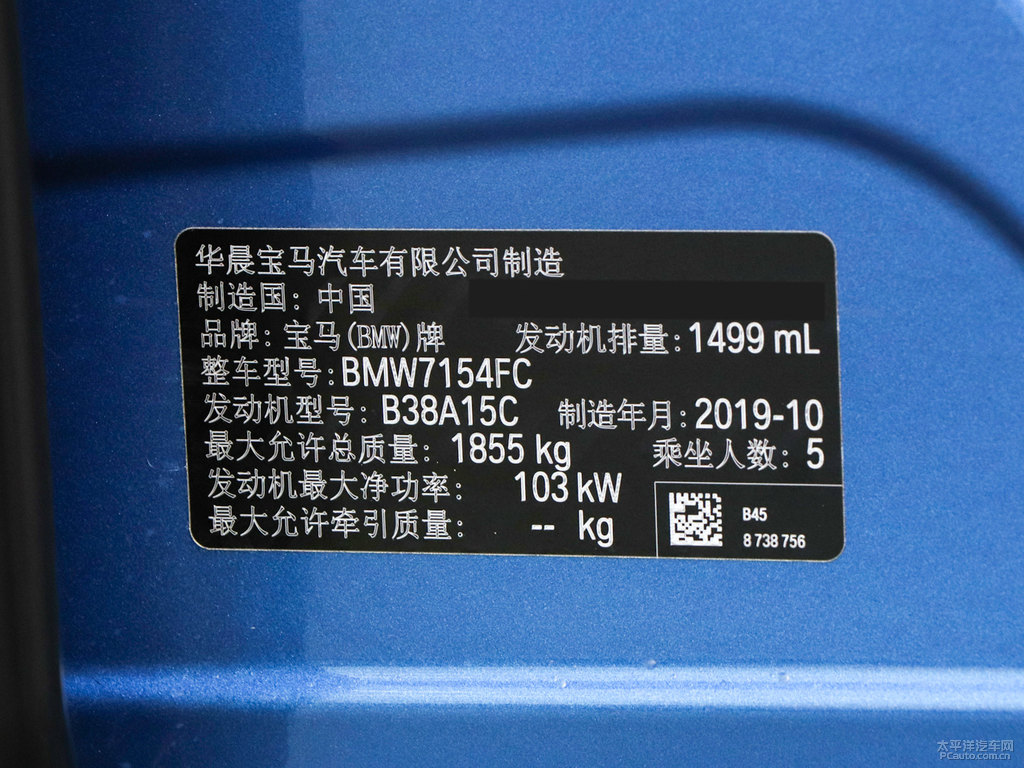 华晨宝马汽车有限公司制造
制造国：中国
品牌：宝马(BMW)牌 发动机排量：1499 mL
整车型号：BMW7154FC
发动机型号：B38A15C 制造年月：2019-10
最大允许总质量：1855 kg 乘坐人数：5
发动机最大净功率：103 kW
最大允许牵引质量：-- kg
B45
8 738 756
太平洋汽车网
PCauto.com.cn